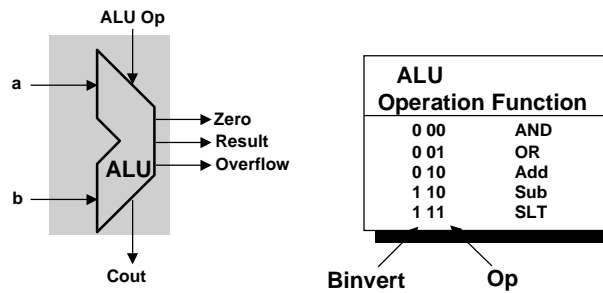 ALU Op
a
Zero
Result
ALU
Overflow
b
Cout
ALU
Operation Function
0 00 AND
0 01 OR
0 10 Add
1 10 Sub
1 11 SLT
Binvert Op